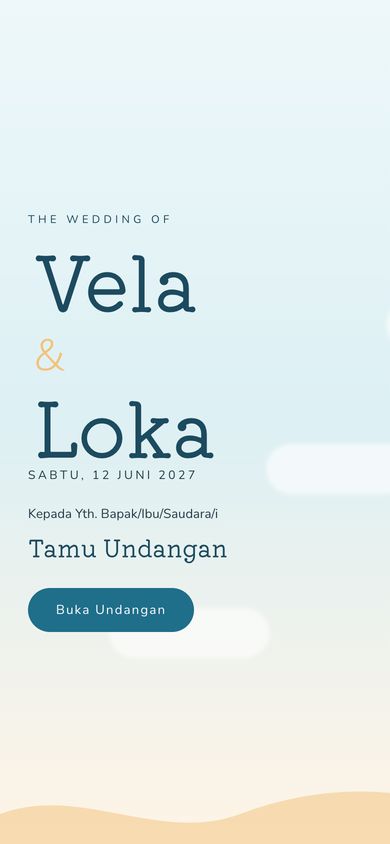 THE WEDDING OF
Vela
&
Loka
SABTU, 12 JUNI 2027
Kepada Yth. Bapak/Ibu/Saudara/i
Tamu Undangan
Buka Undangan